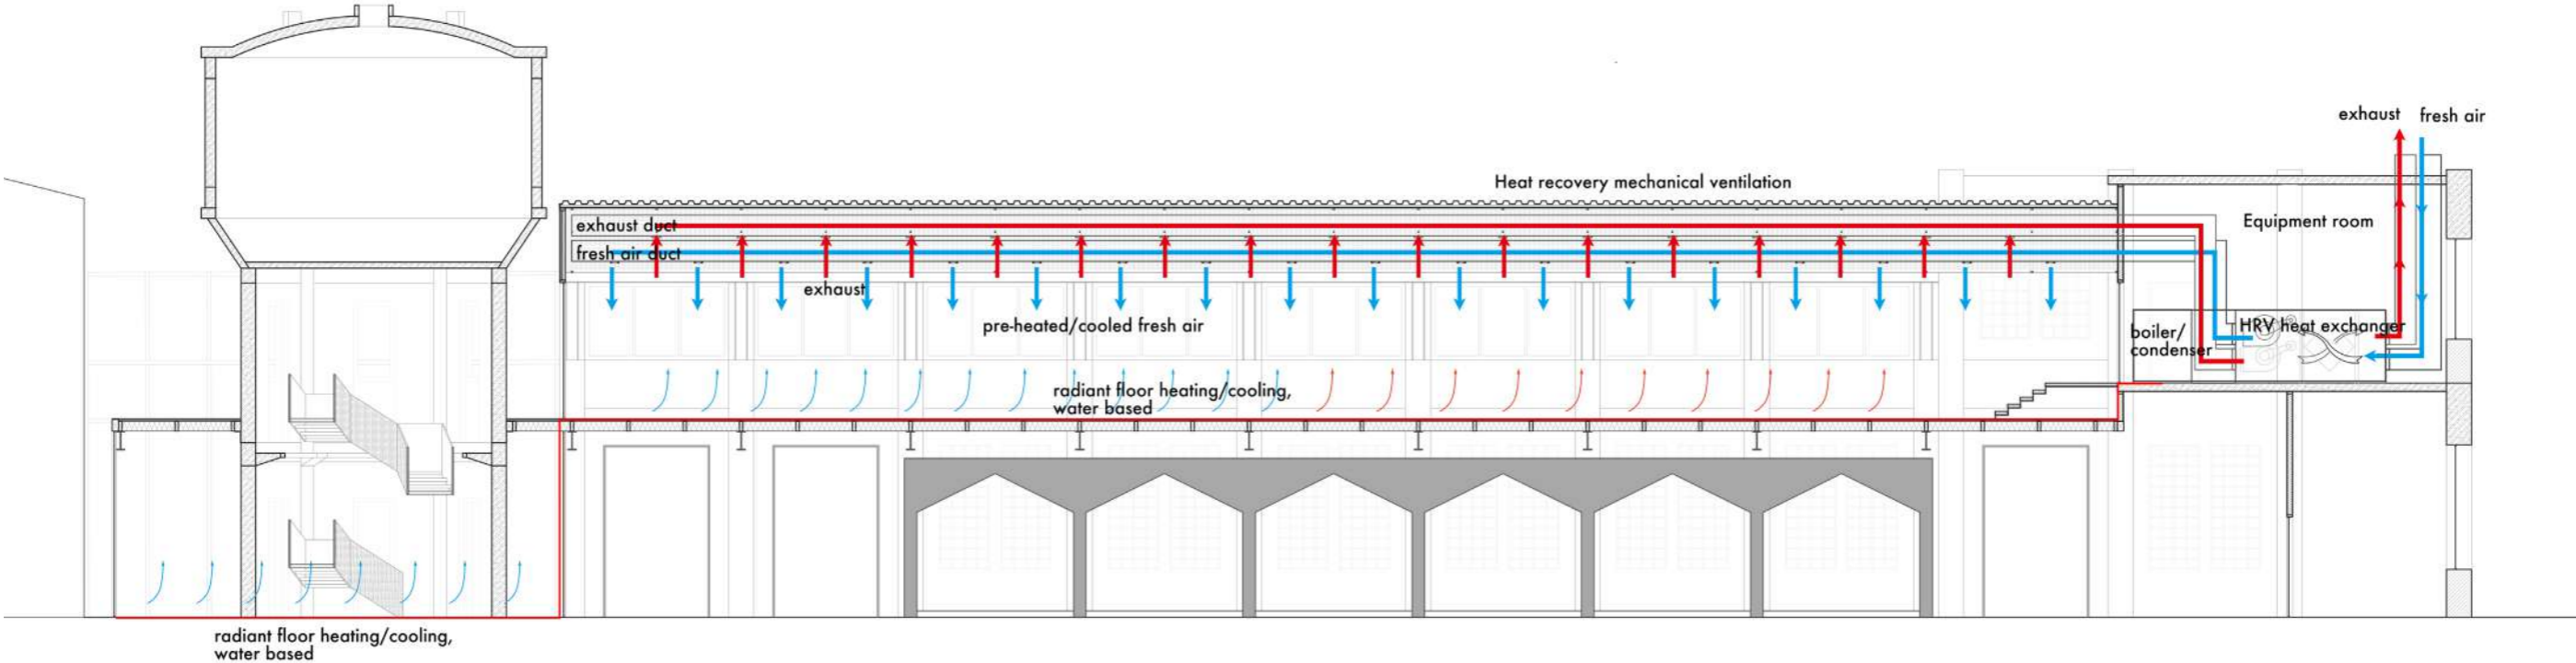 exhaust
fresh air
Heat recovery mechanical ventilation
exhaust duct
Equipment room
fresh air duct
exhaust
pre-heated/cooled fresh air
boiler/
condenser
HRV heat exchanger
radiant floor heating/cooling,
water based
radiant floor heating/cooling,
water based